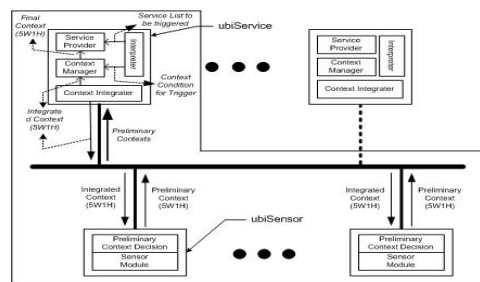 Final
Context
(5W1H)
Service List to
be triggered
ubiService
Service
Provider
Context
Manager
Interpreter
Context Integrater
Context
Condition
for Trigger
Integrate
d Context
(5W1H)
Preliminary
Contexts
Service Provider
Context Manager
Interpretor
Context Integrater
Integrated
Context
(5W1H)
Preliminary
Context
(5W1H)
ubiSensor
Preliminary
Context Decision
Sensor
Module
Integrated
Context
(5W1H)
Preliminary
Context
(5W1H)
Preliminary
Context Decision
Sensor
Module